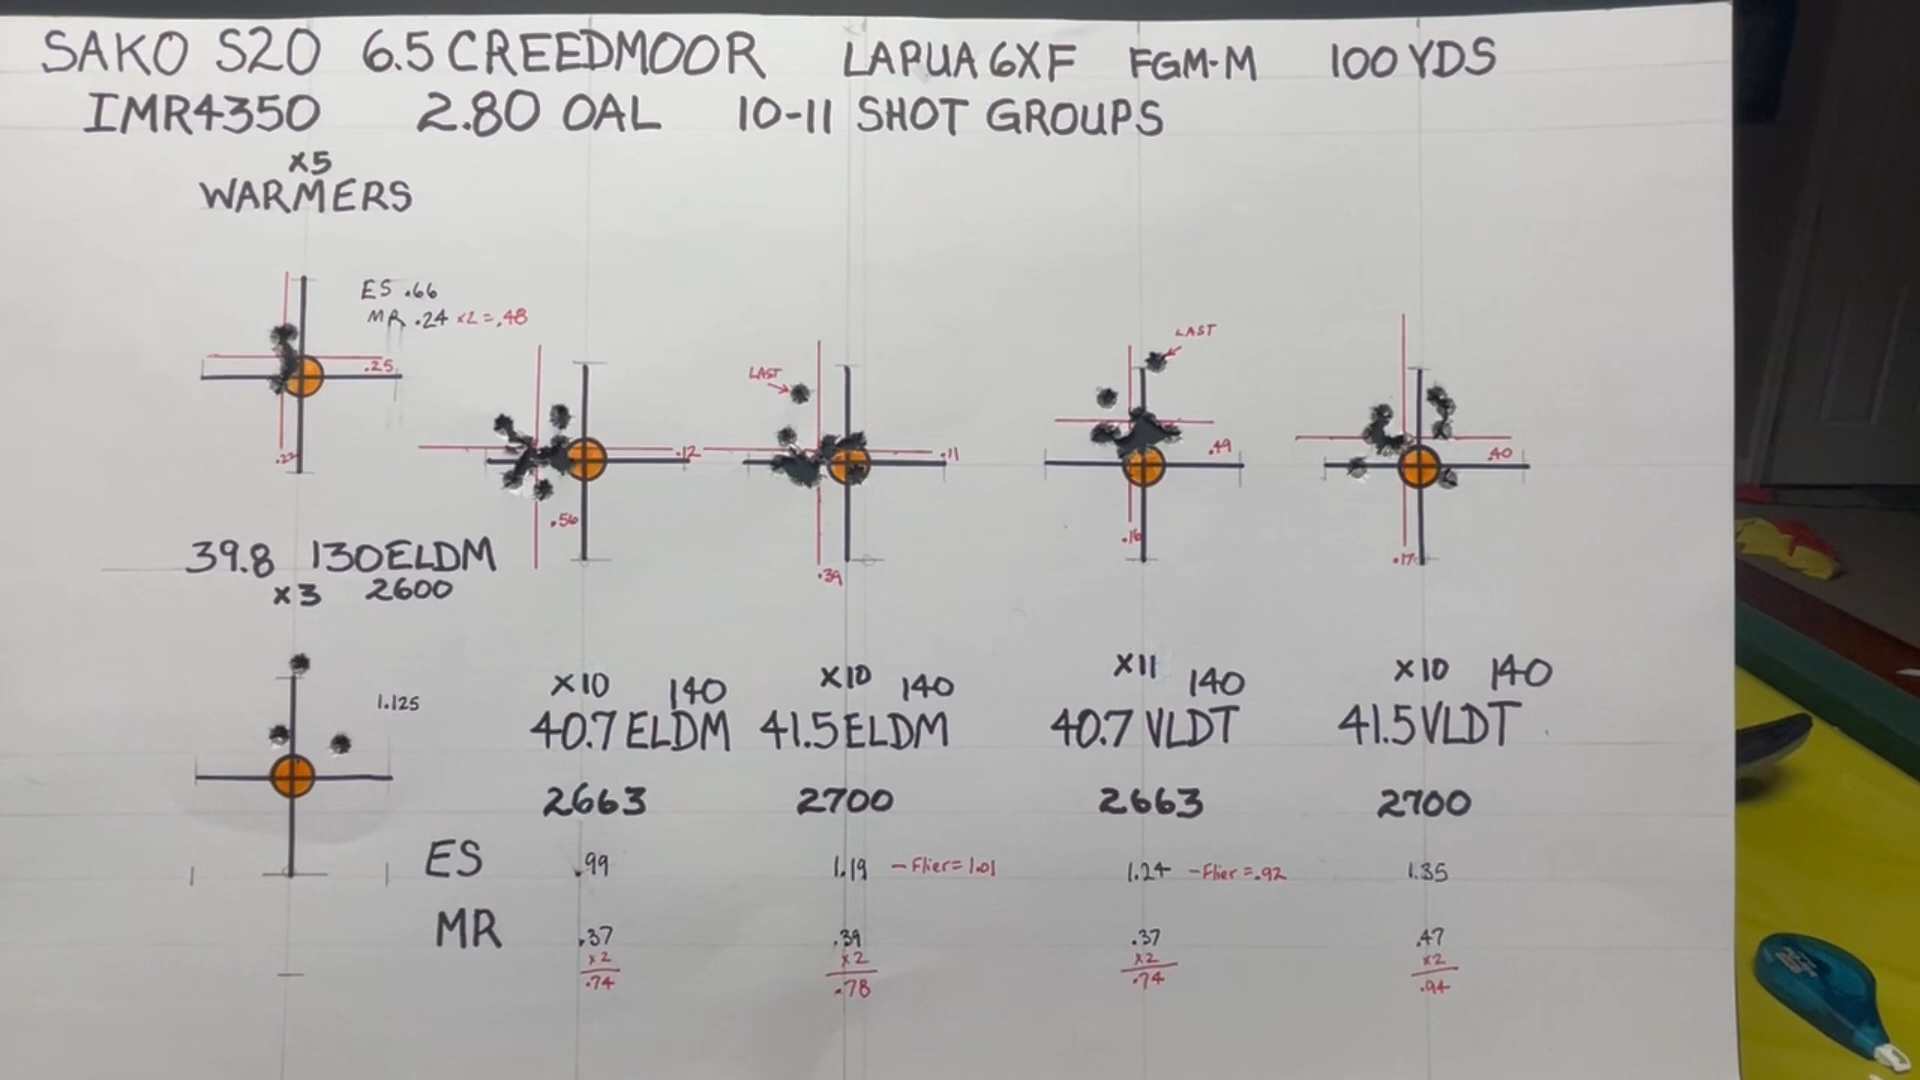 SAKO S20 6.5 CREEDMOOR LAPUA 6XF FGM-M 100 YDS
IMR4350 2.80 OAL 10-11 SHOT GROUPS
X5
WARMERS
ES .66
MR .24 x2=.48
.25
LAST
LAST
.12
.11
.49
.40
.56
.39
.16
.17
39.8 130ELDM
x3 2600
1.125
X10 140 X10 140 X11 140 X10 140
40.7 ELDM 41.5 ELDM 40.7 VLDT 41.5 VLDT
2663 2700 2663 2700
ES .99 1.19 -Flier=1.01 1.24 -Flier=.92 1.35
MR .37 .39 .37 .47
x2 x2 x2 x2
.74 .78 .74 .94